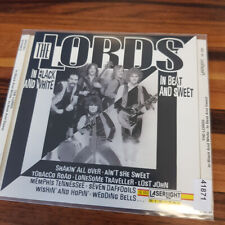 THE LORDS
IN BLACK AND WHITE
IN BEAT AND SWEET
SHAKIN' ALL OVER - AIN'T SHE SWEET
TOBACCO ROAD - LONESOME TRAVELLER - LOST JOHN
MEMPHIS TENNESSEE - SEVEN DAFFODILS
WISHIN' AND HOPIN' - WEDDING BELLS
LASERLIGHT
41871